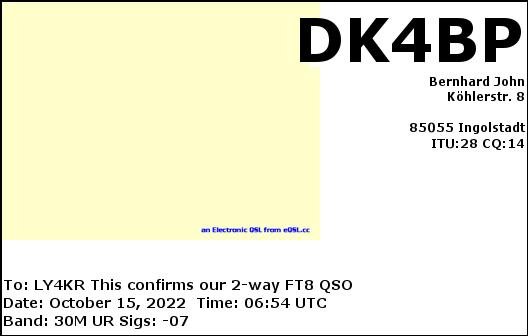 DK4BP
Bernhard John
Köhlerstr. 8
85055 Ingolstadt
ITU:28 CQ:14
an Electronic QSL from eQSL.cc
To: LY4KR This confirms our 2-way FT8 QSO
Date: October 15, 2022 Time: 06:54 UTC
Band: 30M UR Sigs: -07